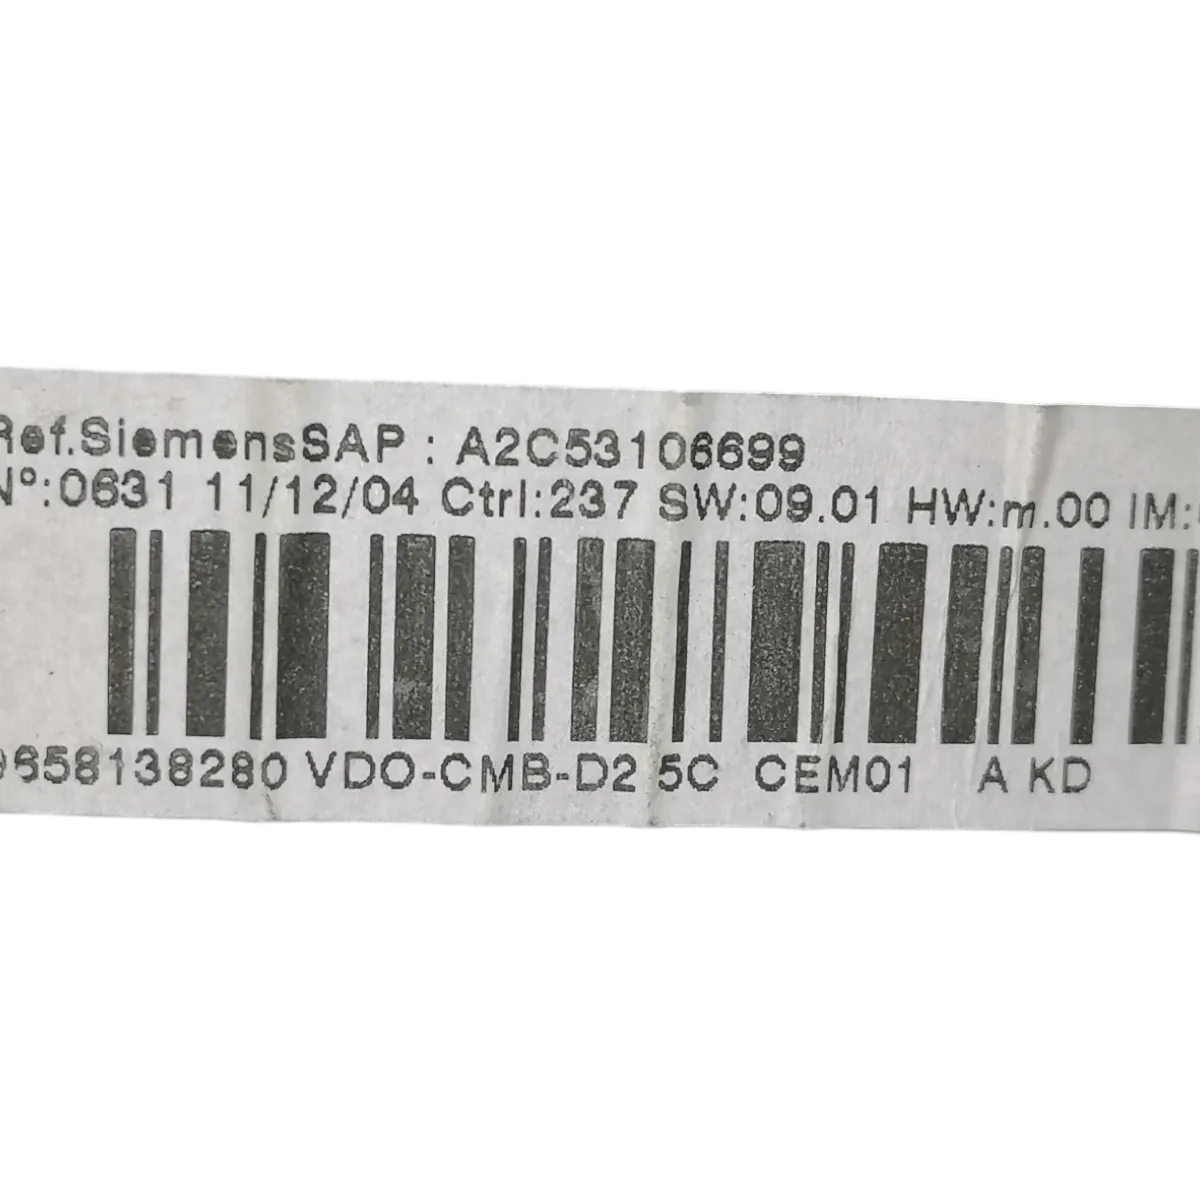 Ref.SiemensSAP : A2C53106699
N°:0631 11/12/04 Ctrl:237 SW:09.01 HW:m.00 IM:
9658138280 VDO-CMB-D2 5C CEM01 A KD